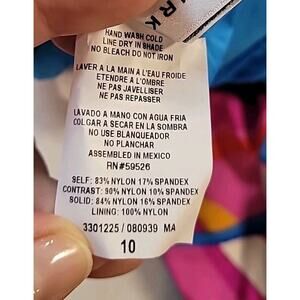 HAND WASH COLD
LINE DRY IN SHADE
NO BLEACH DO NOT IRON
LAVER A LA MAIN A L'EAU FROIDE
ETENDRE A L'OMBRE
NE PAS JAVELLISER
NE PAS REPASSER
LAVADO A MANO CON AGUA FRIA
COLGAR A SECAR EN LA SOMBRA
NO USE BLANQUEADOR
NO PLANCHAR
ASSEMBLED IN MEXICO
RN#59526
SELF: 83% NYLON 17% SPANDEX
CONTRAST: 90% NYLON 10% SPANDEX
SOLID: 84% NYLON 16% SPANDEX
LINING: 100% NYLON
3301225 / 080939 MA
10